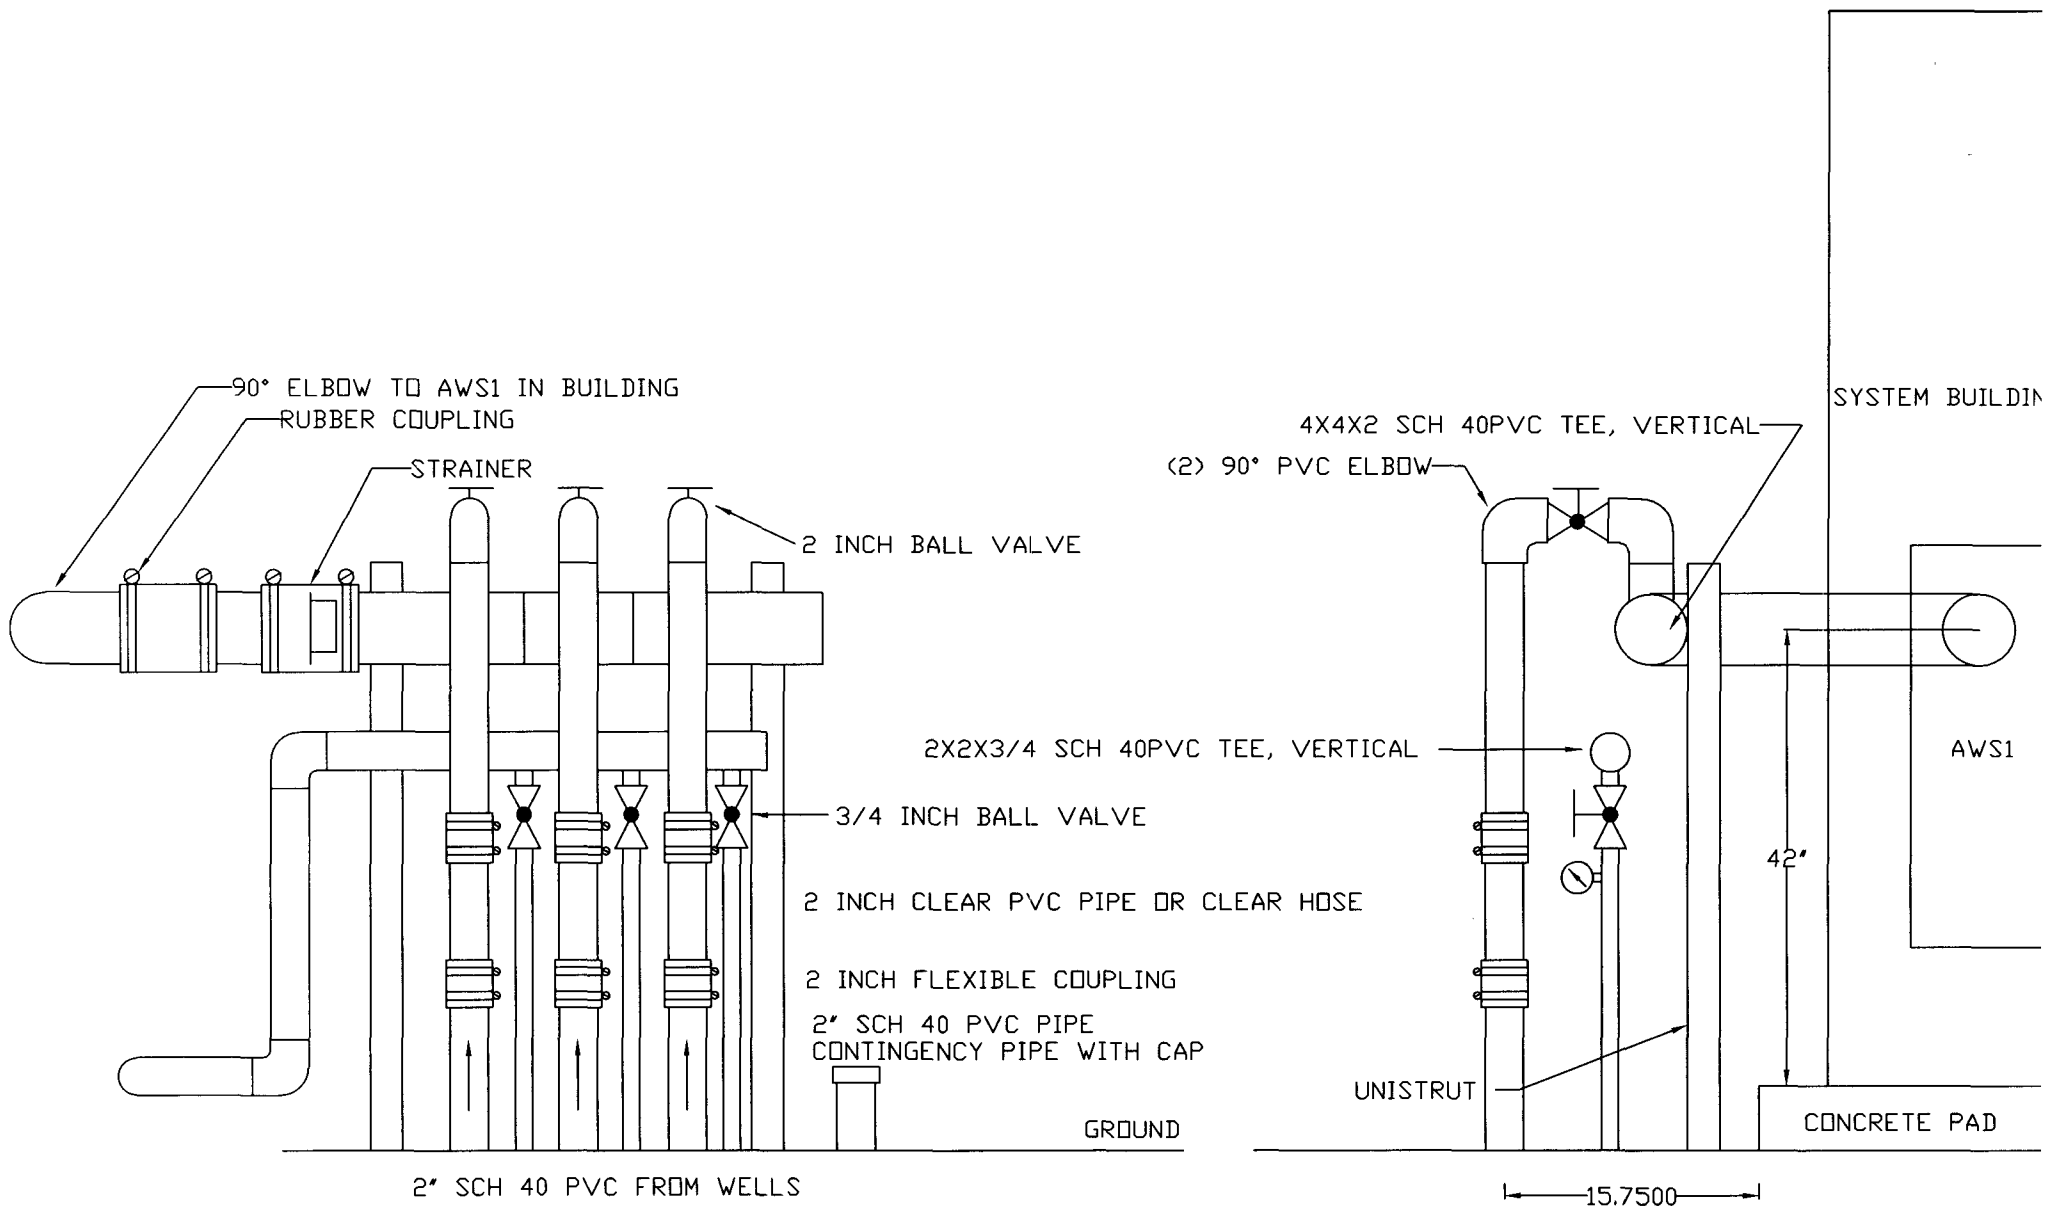 90° ELBOW TO AWS1 IN BUILDING
RUBBER COUPLING
STRAINER
2 INCH BALL VALVE
3/4 INCH BALL VALVE
2 INCH CLEAR PVC PIPE OR CLEAR HOSE
2 INCH FLEXIBLE COUPLING
2" SCH 40 PVC PIPE
CONTINGENCY PIPE WITH CAP
GROUND
2" SCH 40 PVC FROM WELLS
4X4X2 SCH 40PVC TEE, VERTICAL
(2) 90° PVC ELBOW
SYSTEM BUILDIN
2X2X3/4 SCH 40PVC TEE, VERTICAL
AWS1
42"
UNISTRUT
CONCRETE PAD
15.7500